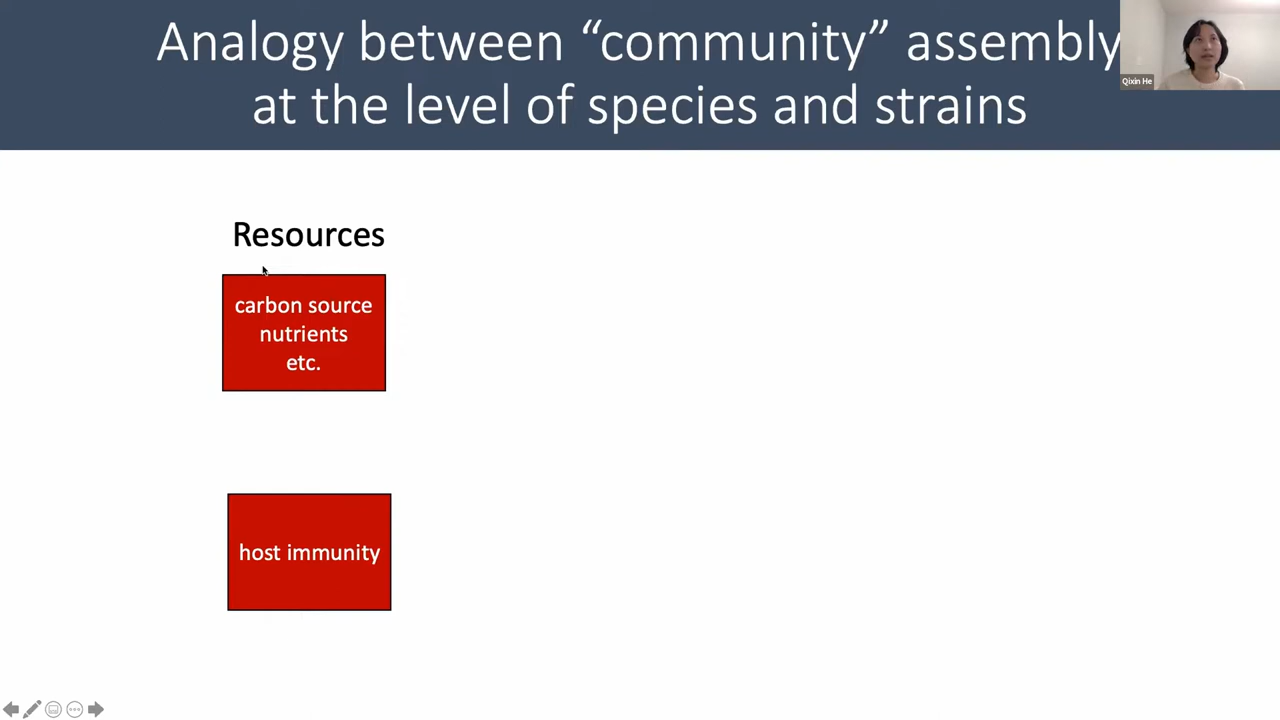 Analogy between “community” assembly
at the level of species and strains
Qixin He
Resources
carbon source
nutrients
etc.
host immunity